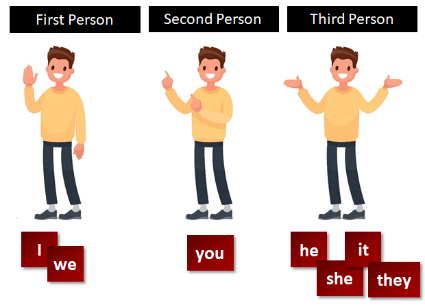 First Person
Second Person
Third Person
I
we
you
he
it
she
they